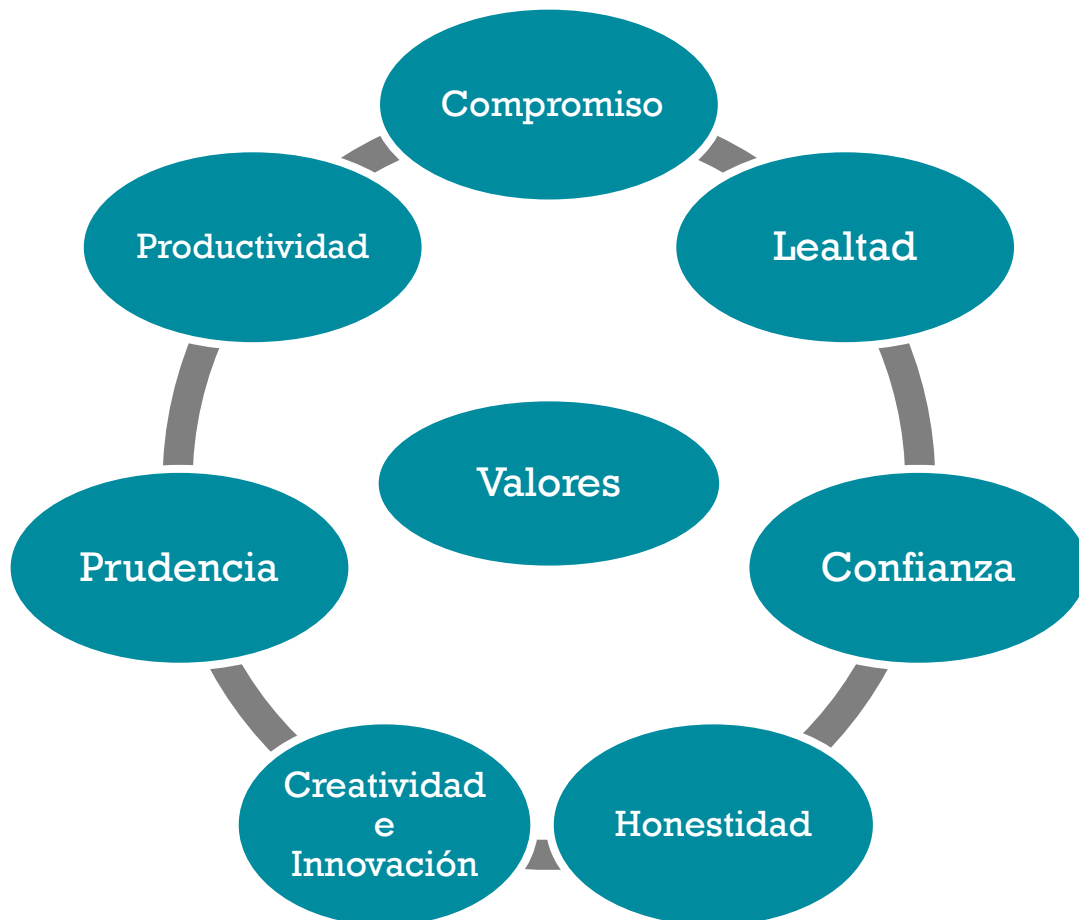 Compromiso
Lealtad
Confianza
Honestidad
Creatividad
e
Innovación
Prudencia
Productividad
Valores